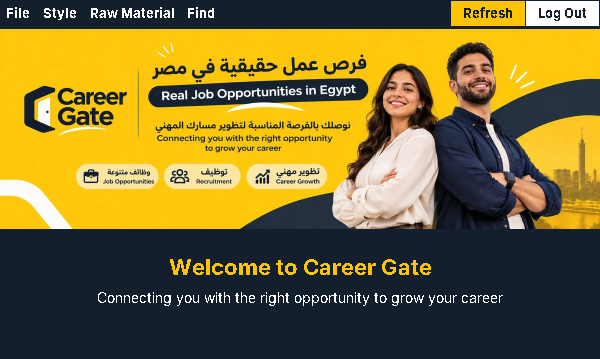 File Style Raw Material Find Refresh Log Out
Career
Gate
فرص عمل حقيقية في مصر
Real Job Opportunities in Egypt
نوصلك بالفرصة المناسبة لتطوير مسارك المهني
Connecting you with the right opportunity
to grow your career
وظائف متنوعة
Job Opportunities
توظيف
Recruitment
تطوير مهني
Career Growth
Welcome to Career Gate
Connecting you with the right opportunity to grow your career